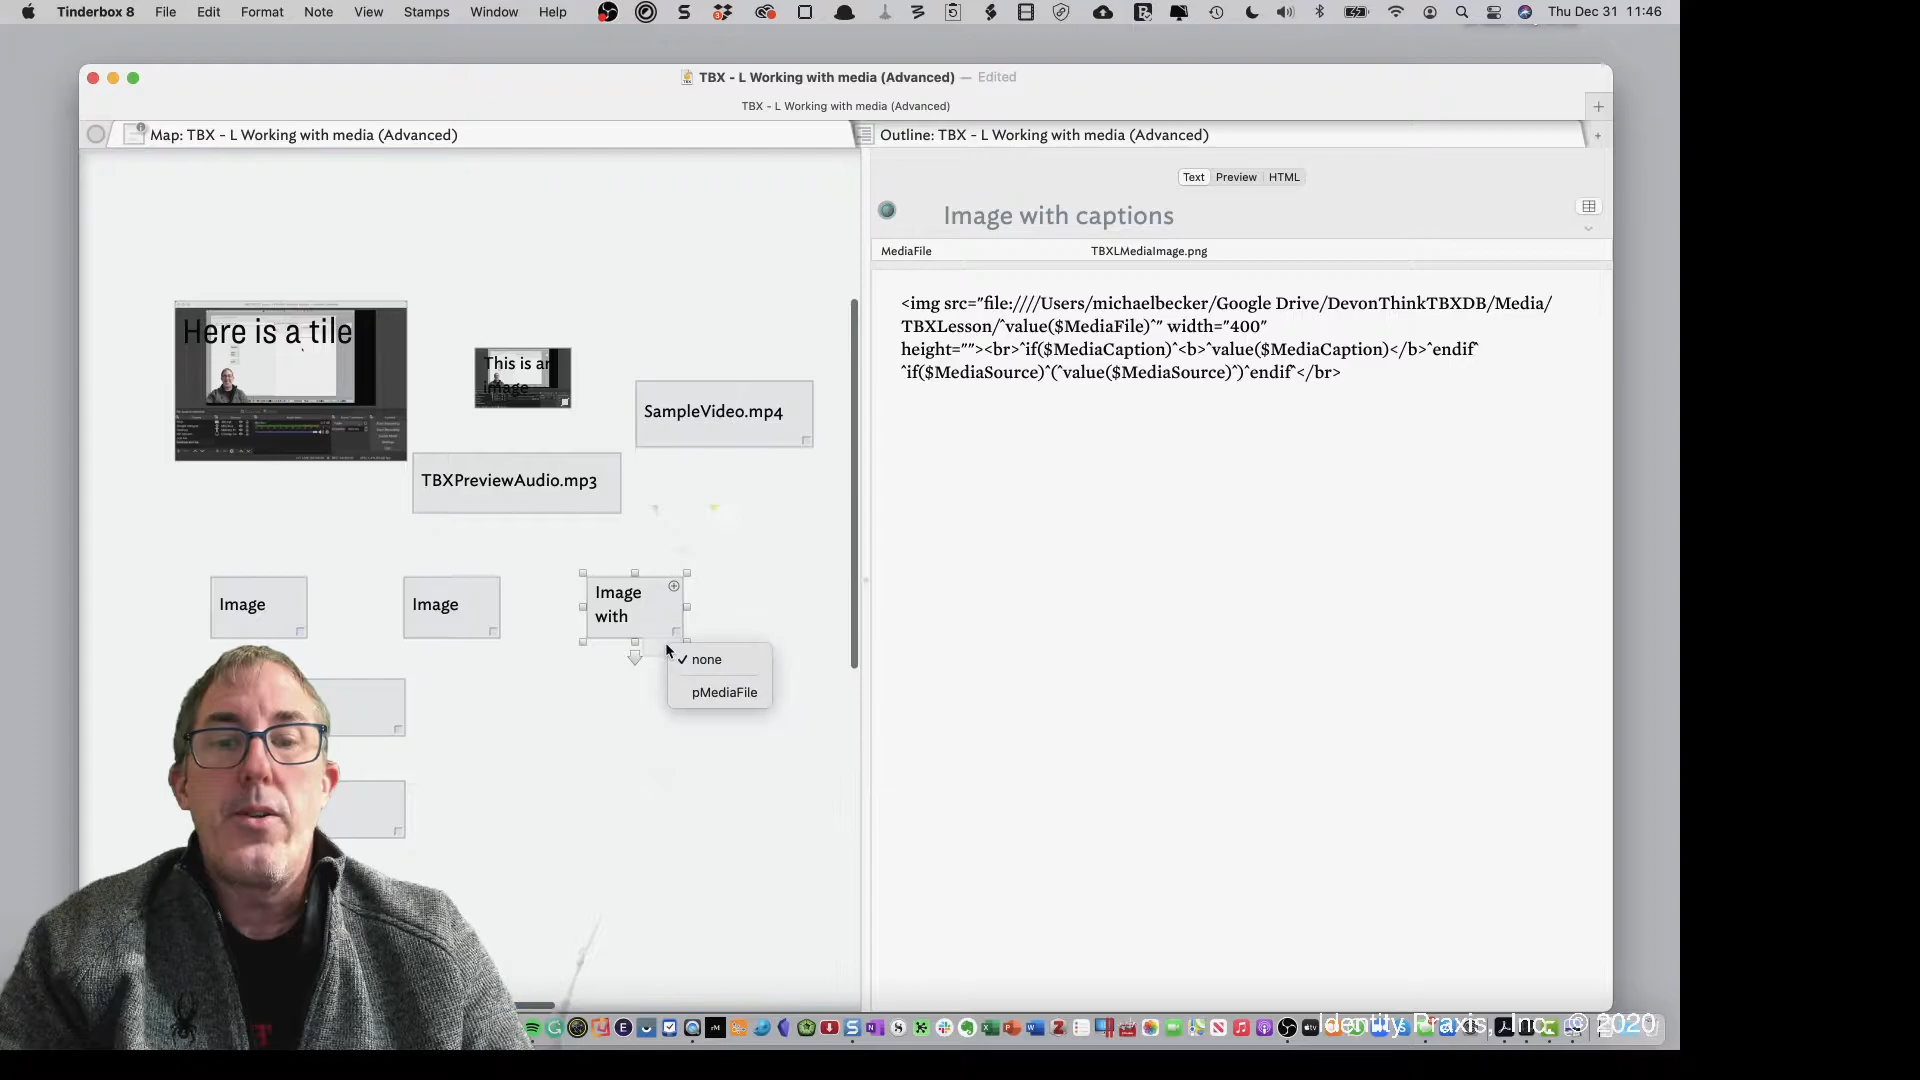 Tinderbox 8 File Edit Format Note View Stamps Window Help Thu Dec 31 11:46
TBX - L Working with media (Advanced) — Edited
TBX - L Working with media (Advanced)
Map: TBX - L Working with media (Advanced)
Outline: TBX - L Working with media (Advanced)
Text Preview HTML
Image with captions
MediaFile TBXLMediaImage.png
<img src="file:////Users/michaelbecker/Google Drive/DevonThinkTBXDB/Media/
TBXLesson/^value($MediaFile)^" width="400"
height=""><br>^if($MediaCaption)^<b>^value($MediaCaption)</b>^endif^
^if($MediaSource)^(^value($MediaSource)^)^endif^</br>
Here is a tile
This is an
image
SampleVideo.mp4
TBXPreviewAudio.mp3
Image
Image
Image
with
✓ none
pMediaFile
Identity Praxis, Inc. © 2020